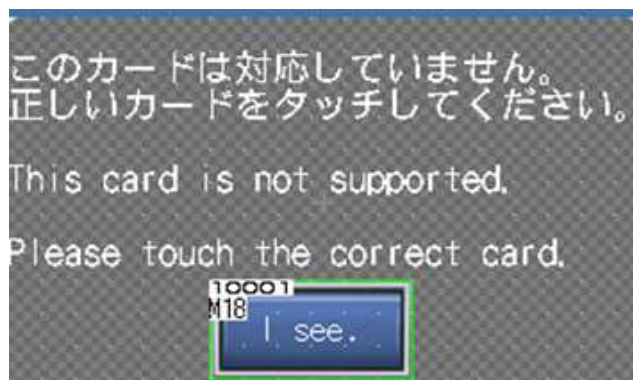 このカードは対応していません。
正しいカードをタッチしてください。
This card is not supported.
Please touch the correct card.
10001
M18
I see.